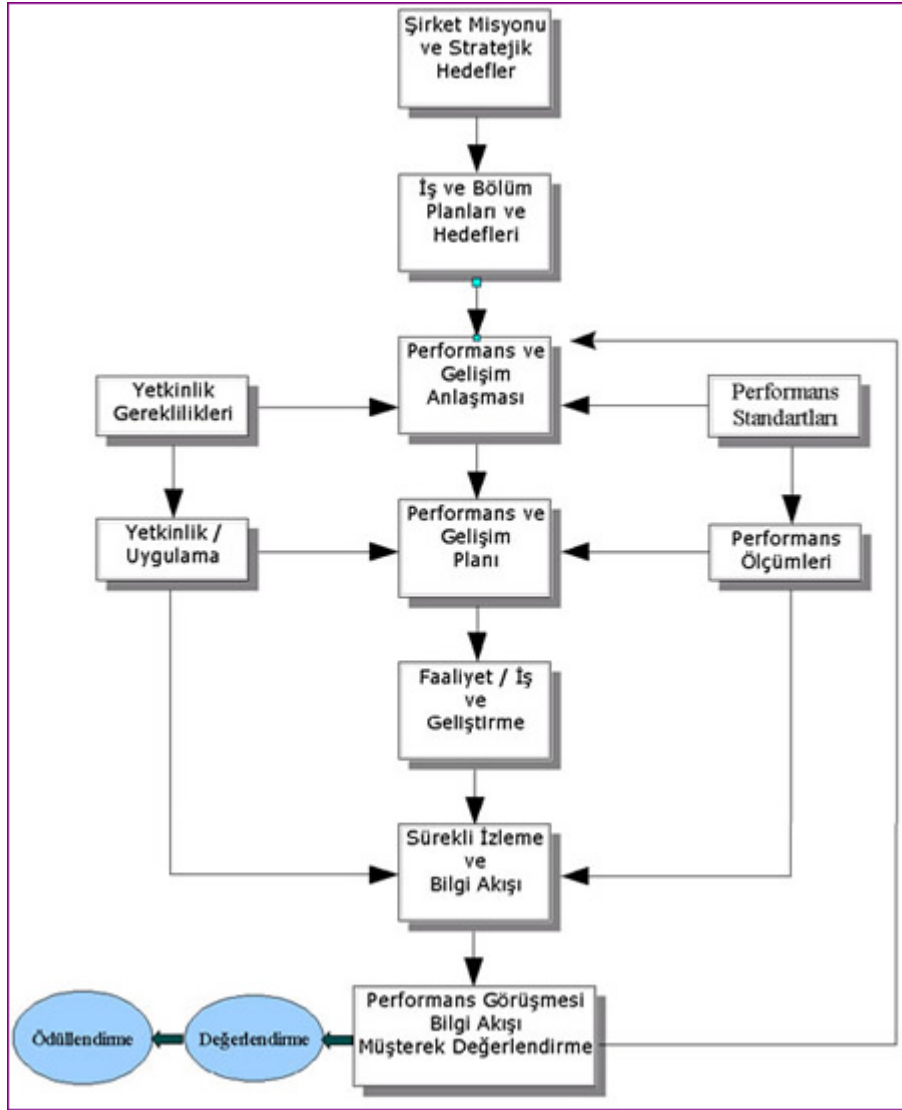 Şirket Misyonu
ve Stratejik
Hedefler
İş ve Bölüm
Planları ve
Hedefleri
Performans ve
Gelişim
Anlaşması
Yetkinlik
Gereklilikleri
Performans
Standartları
Performans ve
Gelişim
Planı
Yetkinlik /
Uygulama
Performans
Ölçümleri
Faaliyet / İş
ve
Geliştirme
Sürekli İzleme
ve
Bilgi Akışı
Performans Görüşmesi
Bilgi Akışı
Müşterek Değerlendirme
Değerlendirme
Ödüllendirme